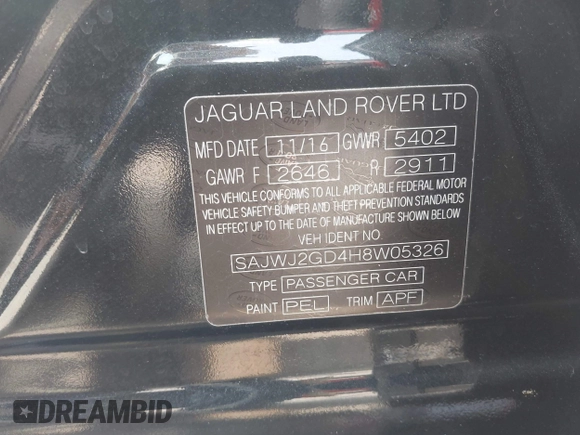 JAGUAR LAND ROVER LTD
MFD DATE 11/16 GVWR 5402
GAWR F 2646 R 2911
THIS VEHICLE CONFORMS TO ALL APPLICABLE FEDERAL MOTOR
VEHICLE SAFETY BUMPER AND THEFT PREVENTION STANDARDS
IN EFFECT UP TO THE DATE OF MANUFACTURE SHOWN BELOW
VEH IDENT NO.
SAJWJ2GD4H8W05326
TYPE PASSENGER CAR
PAINT PEL TRIM APF
DREAMBID